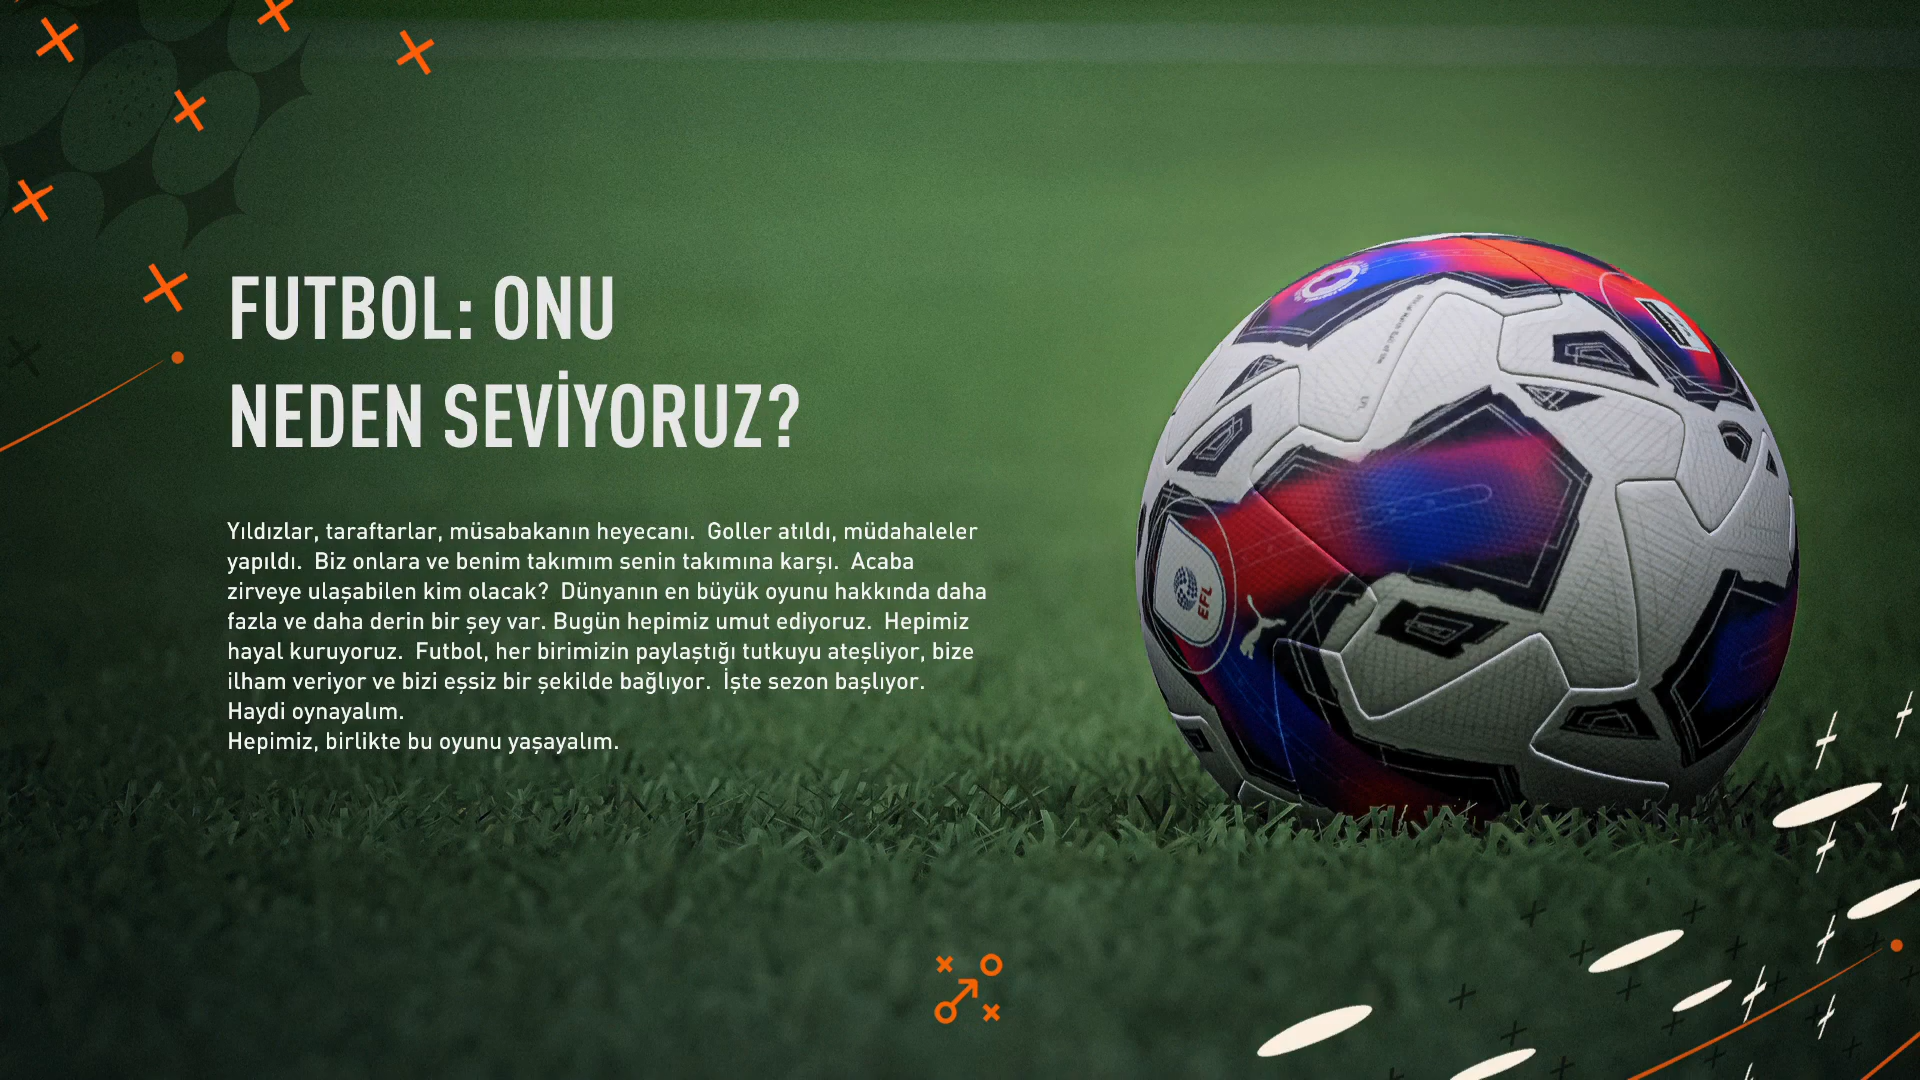 FUTBOL: ONU
NEDEN SEVİYORUZ?
Yıldızlar, taraftarlar, müsabakanın heyecanı.  Goller atıldı, müdahaleler
yapıldı.  Biz onlara ve benim takımım senin takımına karşı.  Acaba
zirveye ulaşabilen kim olacak?  Dünyanın en büyük oyunu hakkında daha
fazla ve daha derin bir şey var. Bugün hepimiz umut ediyoruz.  Hepimiz
hayal kuruyoruz.  Futbol, her birimizin paylaştığı tutkuyu ateşliyor, bize
ilham veriyor ve bizi eşsiz bir şekilde bağlıyor.  İşte sezon başlıyor.
Haydi oynayalım.
Hepimiz, birlikte bu oyunu yaşayalım.
EFL
EFL